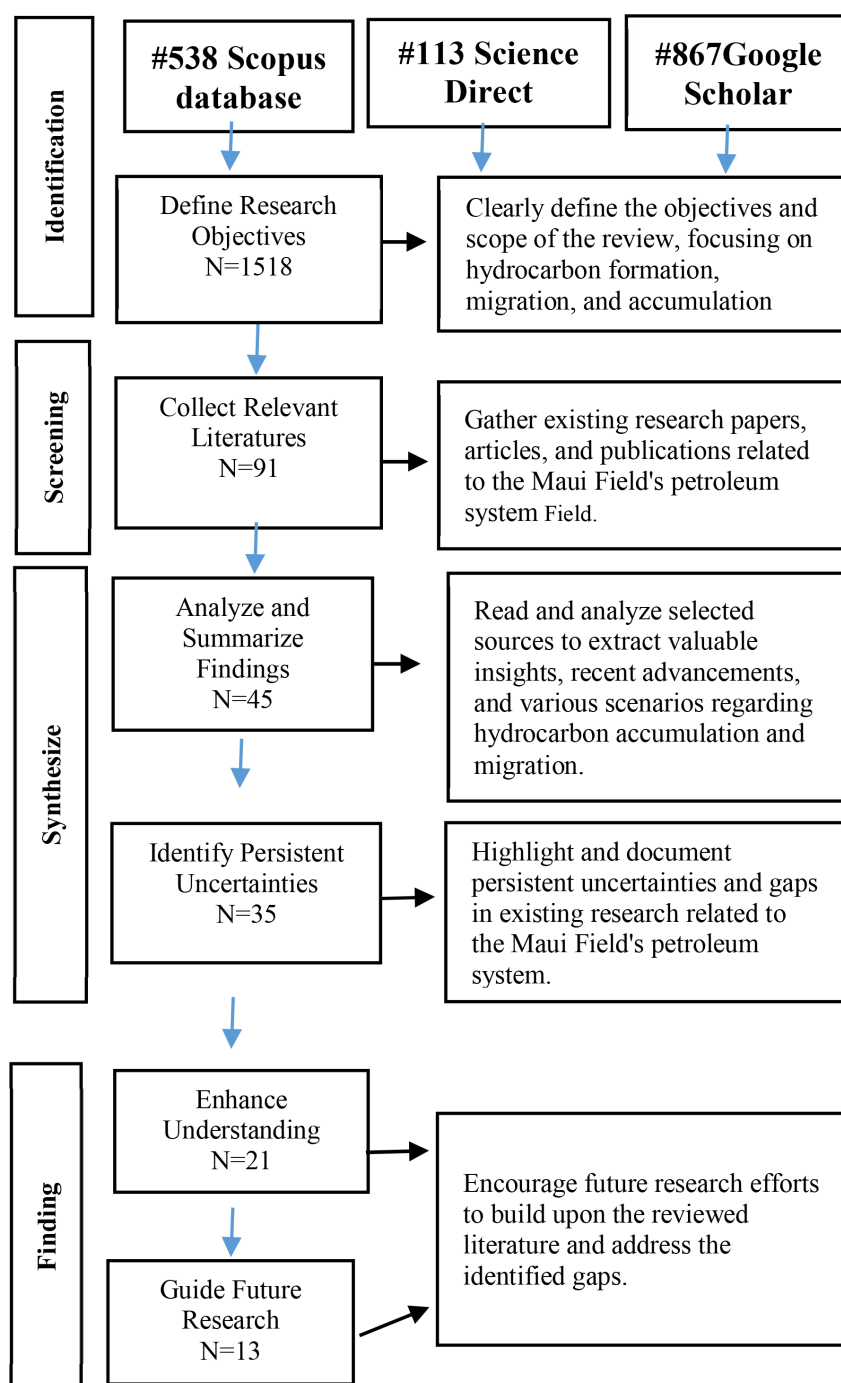 Identification
#538 Scopus
database
#113 Science
Direct
#867Google
Scholar
Define Research
Objectives
N=1518
Clearly define the objectives and
scope of the review, focusing on
hydrocarbon formation,
migration, and accumulation
Screening
Collect Relevant
Literatures
N=91
Gather existing research papers,
articles, and publications related
to the Maui Field's petroleum
system Field.
Synthesize
Analyze and
Summarize
Findings
N=45
Read and analyze selected
sources to extract valuable
insights, recent advancements,
and various scenarios regarding
hydrocarbon accumulation and
migration.
Identify Persistent
Uncertainties
N=35
Highlight and document
persistent uncertainties and gaps
in existing research related to
the Maui Field's petroleum
system.
Finding
Enhance
Understanding
N=21
Encourage future research efforts
to build upon the reviewed
literature and address the
identified gaps.
Guide Future
Research
N=13